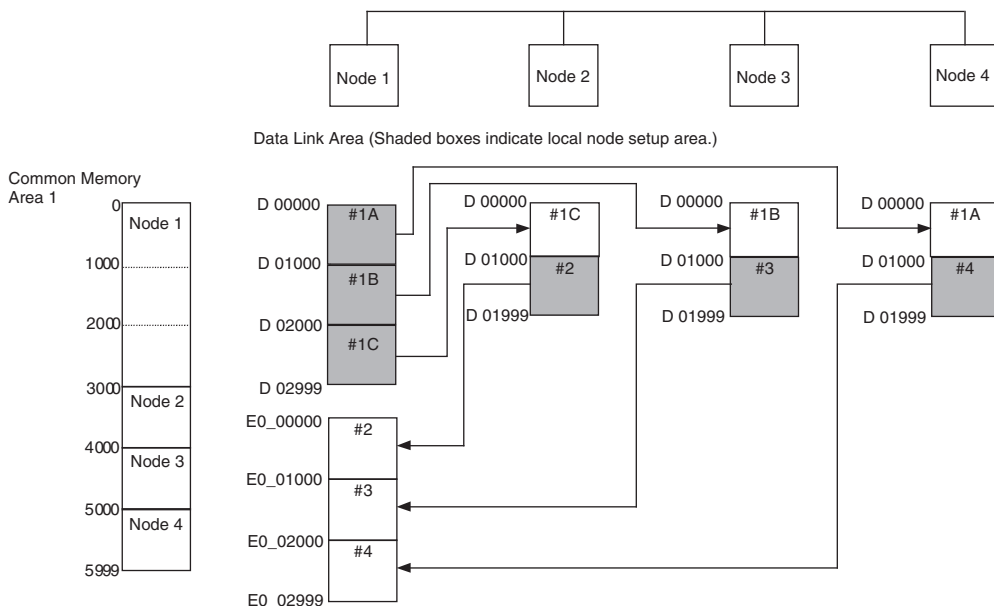 Node 1
Node 2
Node 3
Node 4
Data Link Area (Shaded boxes indicate local node setup area.)
Common Memory
Area 1
0
Node 1
1000
2000
3000
Node 2
4000
Node 3
5000
Node 4
5999
D 00000
#1A
D 01000
#1B
D 02000
#1C
D 02999
E0_00000
#2
E0_01000
#3
E0_02000
#4
E0_02999
D 00000
#1C
D 01000
#2
D 01999
D 00000
#1B
D 01000
#3
D 01999
D 00000
#1A
D 01000
#4
D 01999